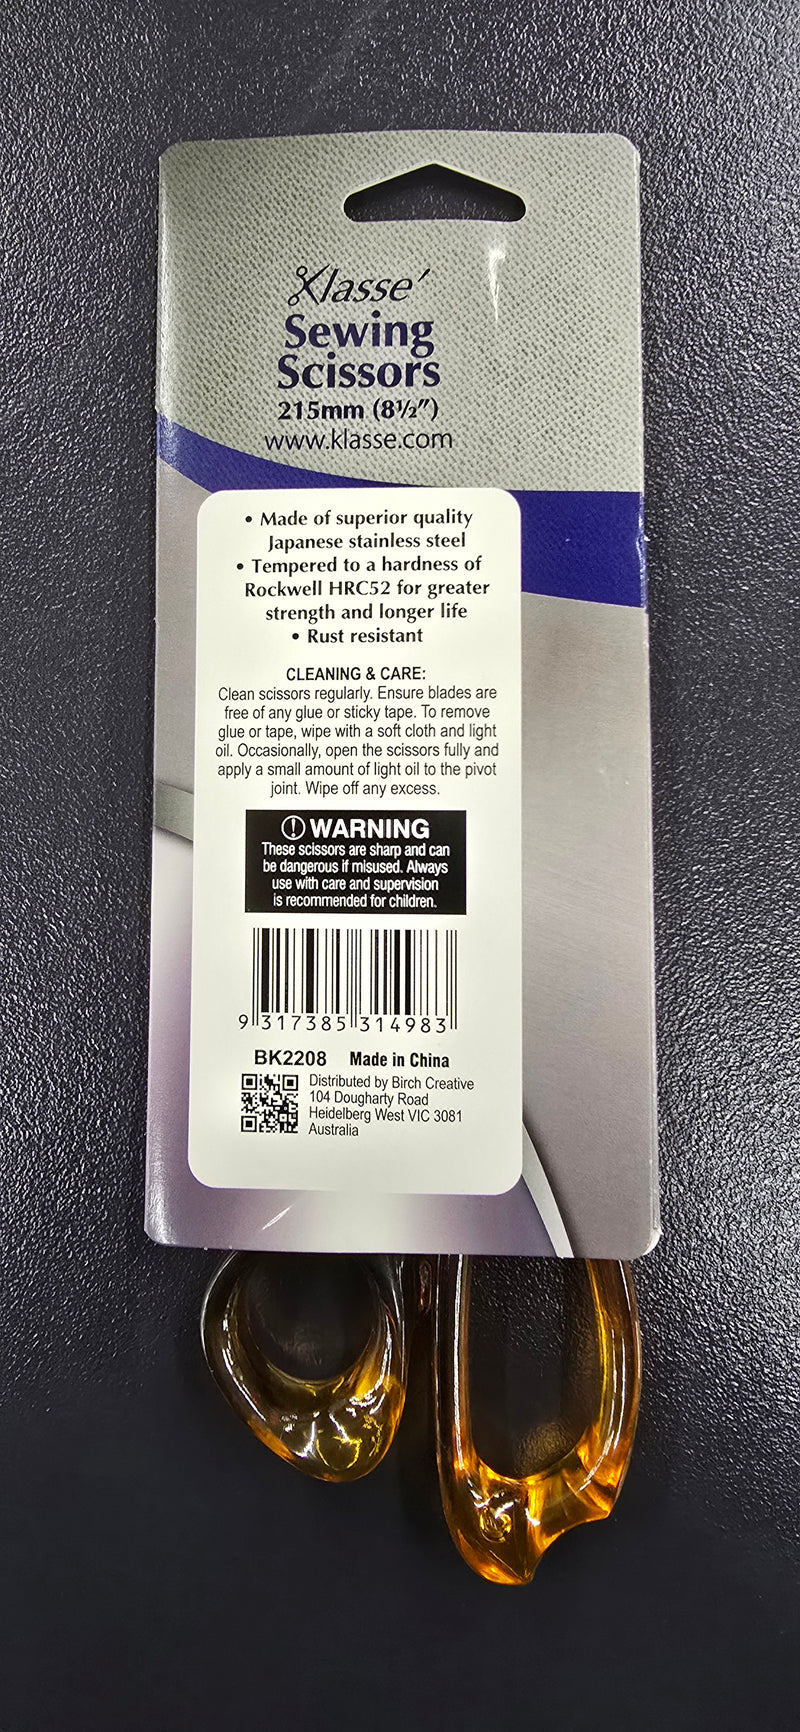 Klasse'
Sewing
Scissors
215mm (8½")
www.klasse.com
• Made of superior quality
Japanese stainless steel
• Tempered to a hardness of
Rockwell HRC52 for greater
strength and longer life
• Rust resistant
CLEANING & CARE:
Clean scissors regularly. Ensure blades are
free of any glue or sticky tape. To remove
glue or tape, wipe with a soft cloth and light
oil. Occasionally, open the scissors fully and
apply a small amount of light oil to the pivot
joint. Wipe off any excess.
WARNING
These scissors are sharp and can
be dangerous if misused. Always
use with care and supervision
is recommended for children.
9 317385 314983
BK2208 Made in China
Distributed by Birch Creative
104 Dougharty Road
Heidelberg West VIC 3081
Australia